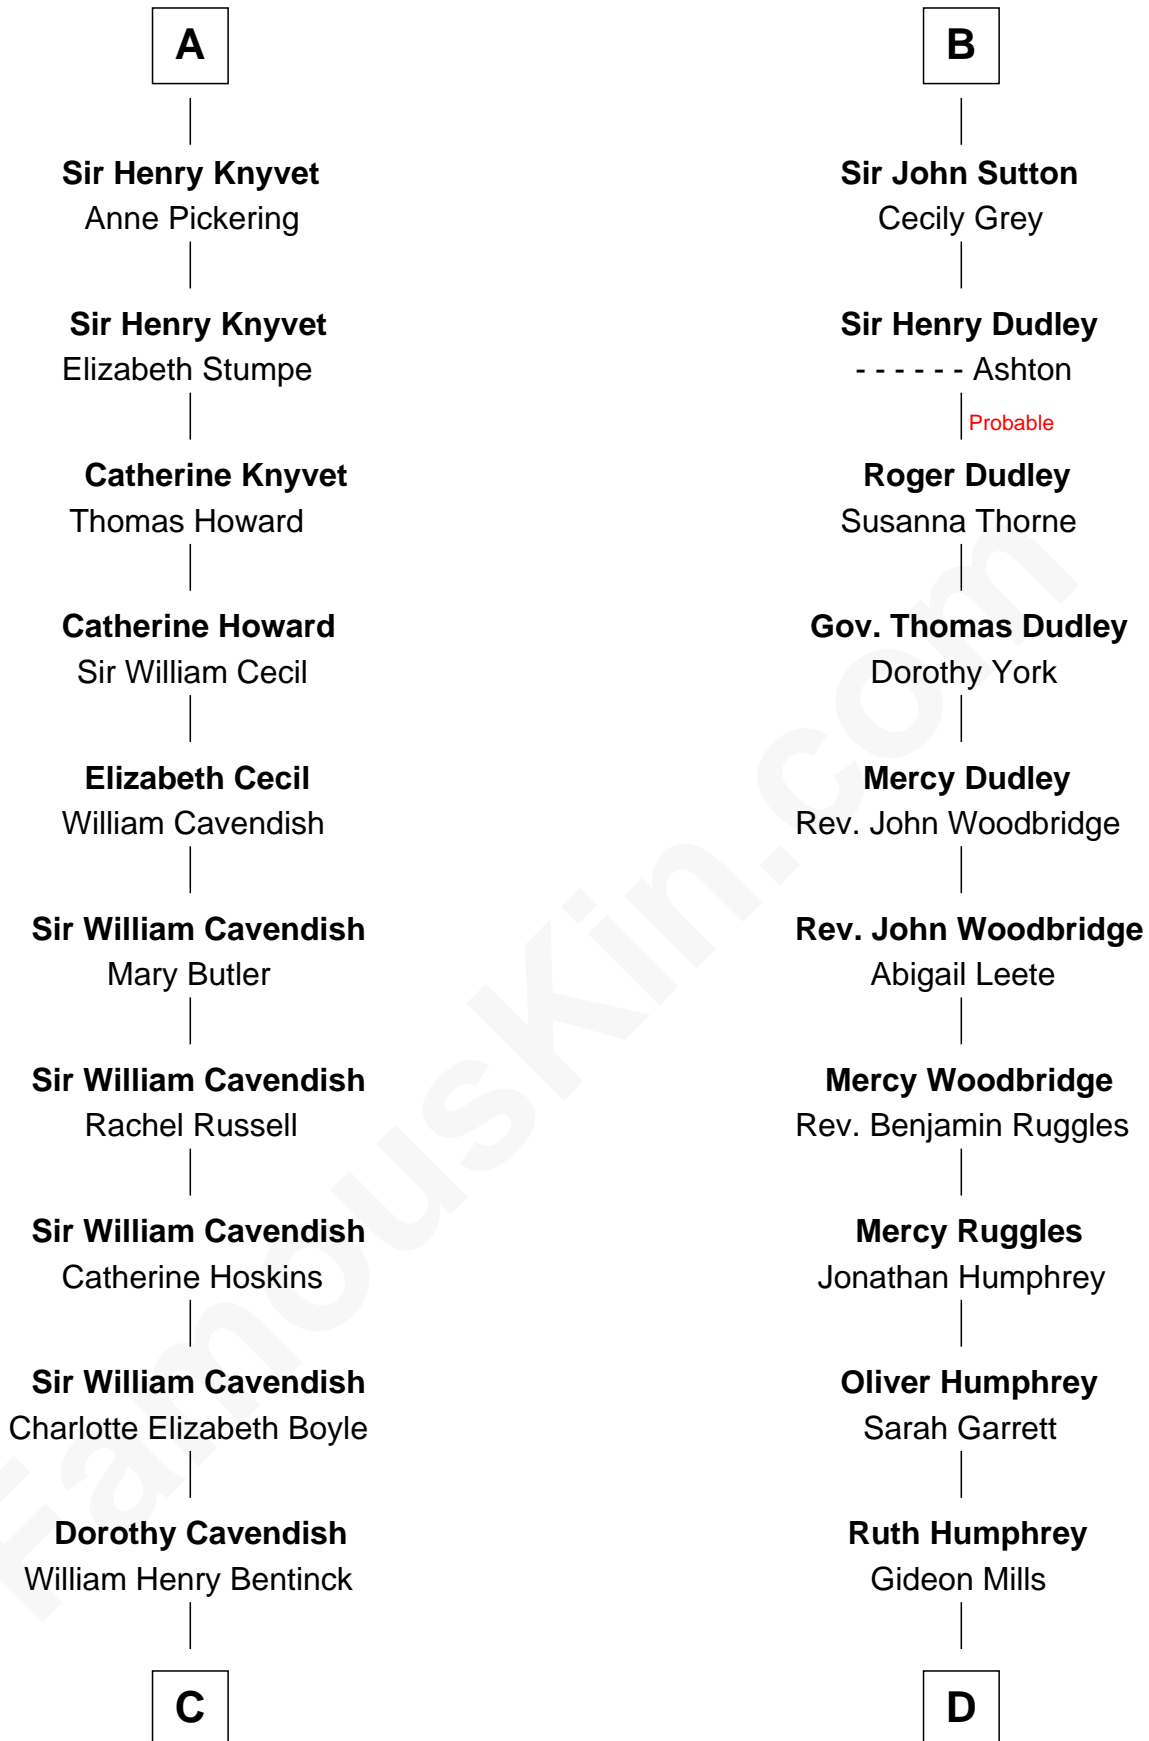 A
Sir Henry Knyvet
Anne Pickering
Sir Henry Knyvet
Elizabeth Stumpe
Catherine Knyvet
Thomas Howard
Catherine Howard
Sir William Cecil
Elizabeth Cecil
William Cavendish
Sir William Cavendish
Mary Butler
Sir William Cavendish
Rachel Russell
Sir William Cavendish
Catherine Hoskins
Sir William Cavendish
Charlotte Elizabeth Boyle
Dorothy Cavendish
William Henry Bentinck
C
B
Sir John Sutton
Cecily Grey
Sir Henry Dudley
- - - - - - Ashton
Probable
Roger Dudley
Susanna Thorne
Gov. Thomas Dudley
Dorothy York
Mercy Dudley
Rev. John Woodbridge
Rev. John Woodbridge
Abigail Leete
Mercy Woodbridge
Rev. Benjamin Ruggles
Mercy Ruggles
Jonathan Humphrey
Oliver Humphrey
Sarah Garrett
Ruth Humphrey
Gideon Mills
D
FamousKin.com